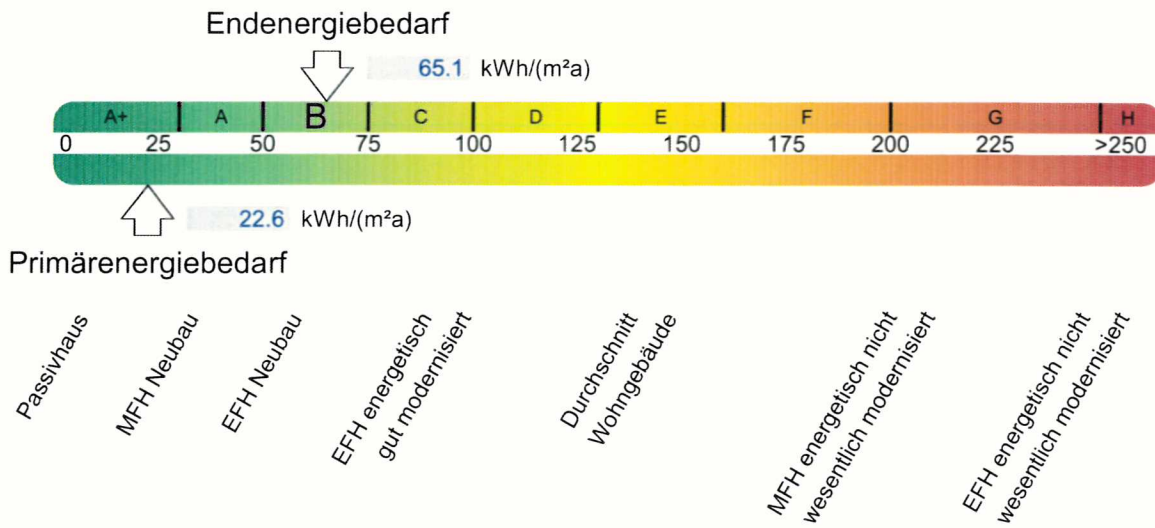 Endenergiebedarf
65.1 kWh/(m²a)
A+ A B C D E F G H
0 25 50 75 100 125 150 175 200 225 >250
22.6 kWh/(m²a)
Primärenergiebedarf
Passivhaus
MFH Neubau
EFH Neubau
EFH energetisch
gut modernisiert
Durchschnitt
Wohngebäude
MFH energetisch nicht
wesentlich modernisiert
EFH energetisch nicht
wesentlich modernisiert